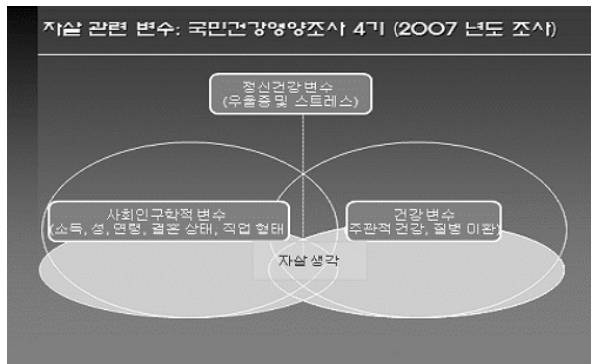 자살 관련 변수: 국민건강영양조사 4기 (2007 년도 조사)
정신건강 변수
(우울증 및 스트레스)
사회인구학적 변수
(소득, 성, 연령, 결혼 상태, 직업 형태
건강 변수
주관적 건강, 질병 이환)
자살 생각